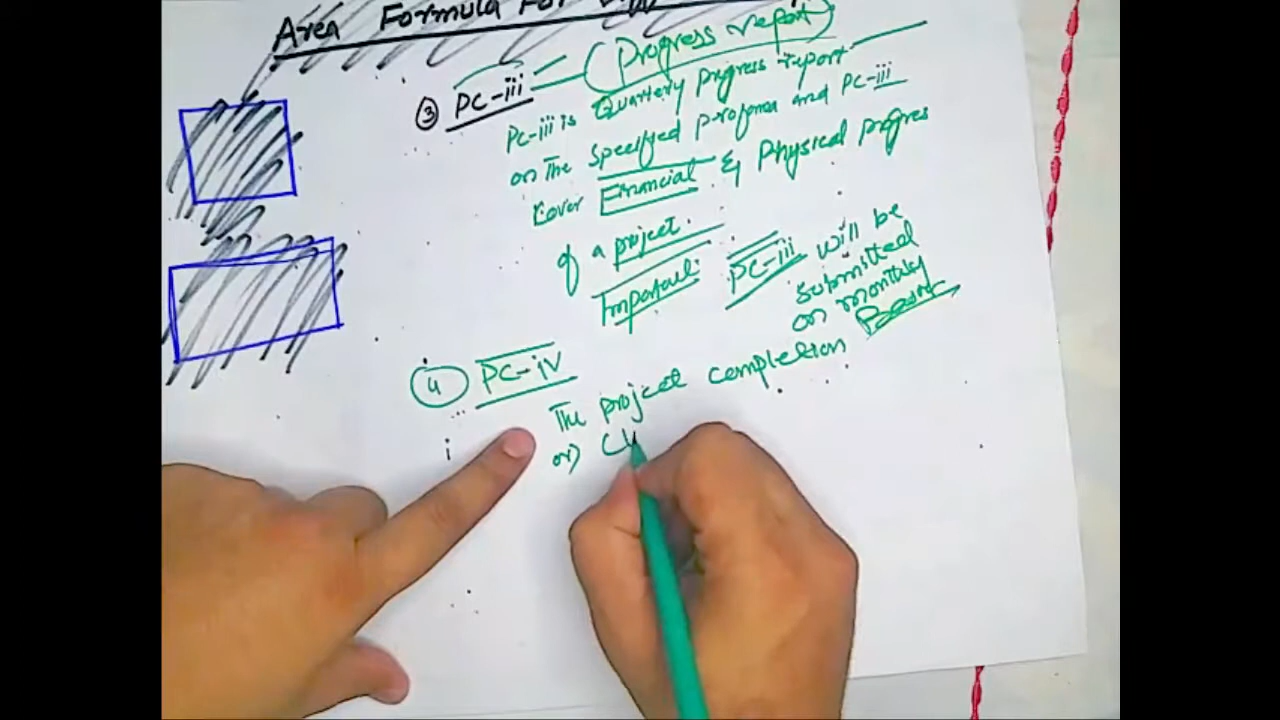 Area Formula For
③ PC-iii = (Progress report)
PC-iii is Quarterly progress report
on The Specified profoma and PC-iii
Cover Financial & Physical progres
of a project.
Important: PC-iii will be
submitted
on monthly
④ PC-iV
The project completion
i or